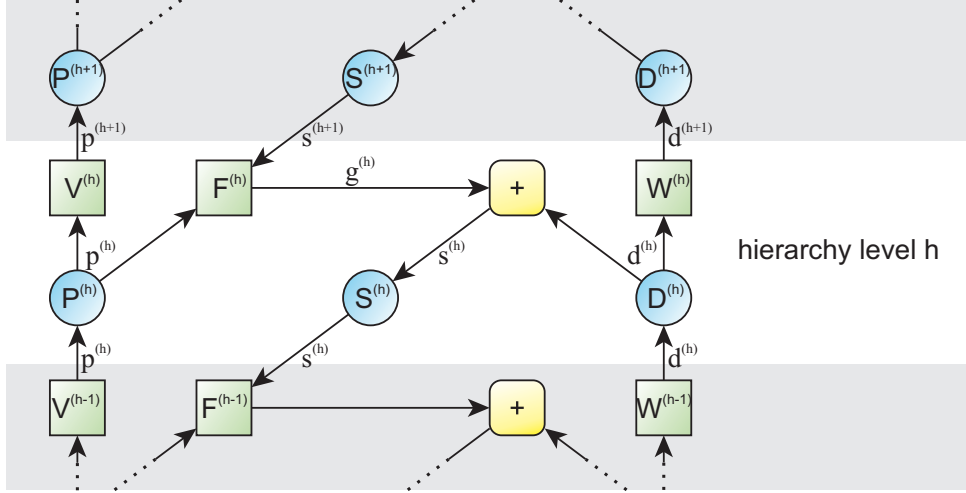 P(h+1) S(h+1) D(h+1)
p(h+1) s(h+1) d(h+1)
V(h) F(h) g(h) + W(h)
p(h) s(h) d(h) hierarchy level h
P(h) S(h) D(h)
p(h) s(h) d(h)
V(h-1) F(h-1) + W(h-1)